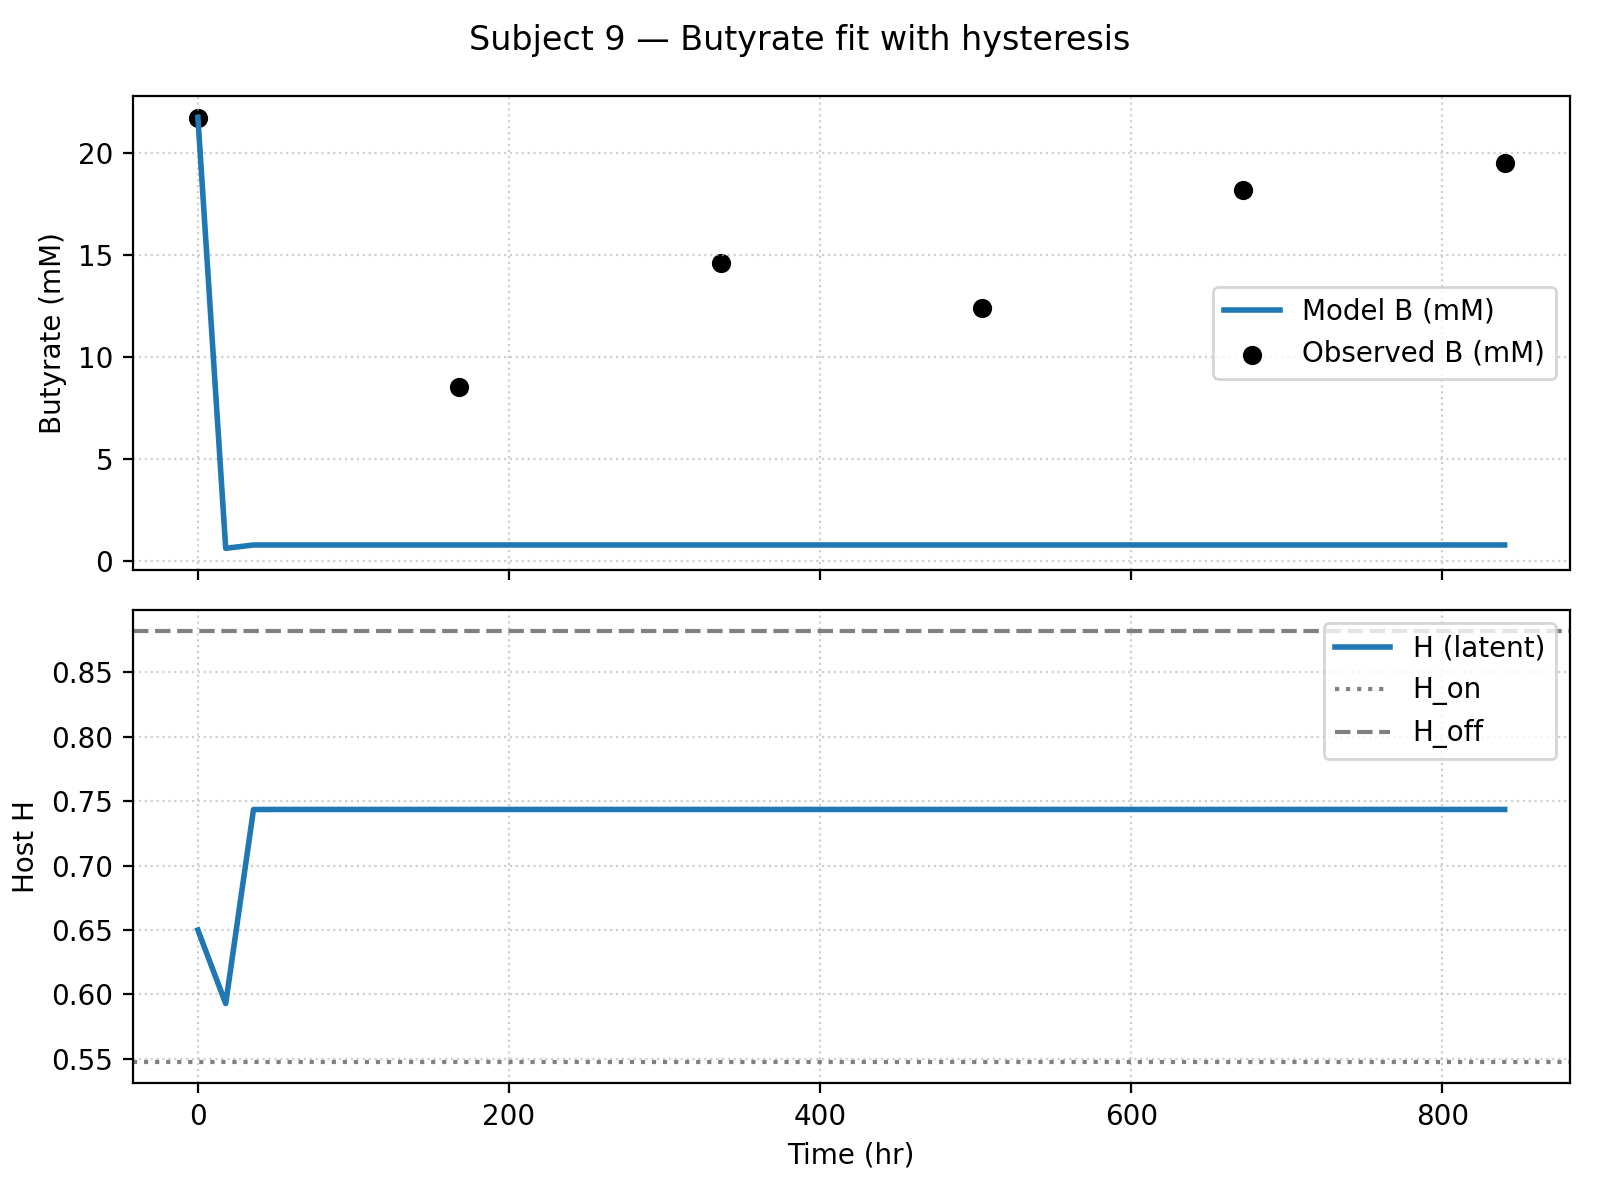 Subject 9 — Butyrate fit with hysteresis
Butyrate (mM)
20
15
10
5
0
Model B (mM)
Observed B (mM)
Host H
0.85
0.80
0.75
0.70
0.65
0.60
0.55
H (latent)
H_on
H_off
0
200
400
600
800
Time (hr)